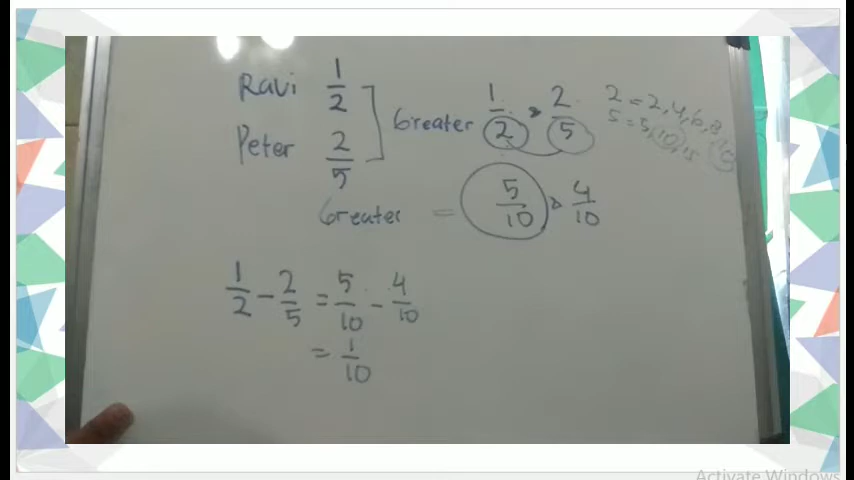 Ravi 1/2
Peter 2/5
Greater 1/2 > 2/5
2 = 2, 4, 6, 8, 10
5 = 5, 10, 15
Greater = 5/10 > 4/10
1/2 - 2/5 = 5/10 - 4/10
= 1/10
Activate Windows